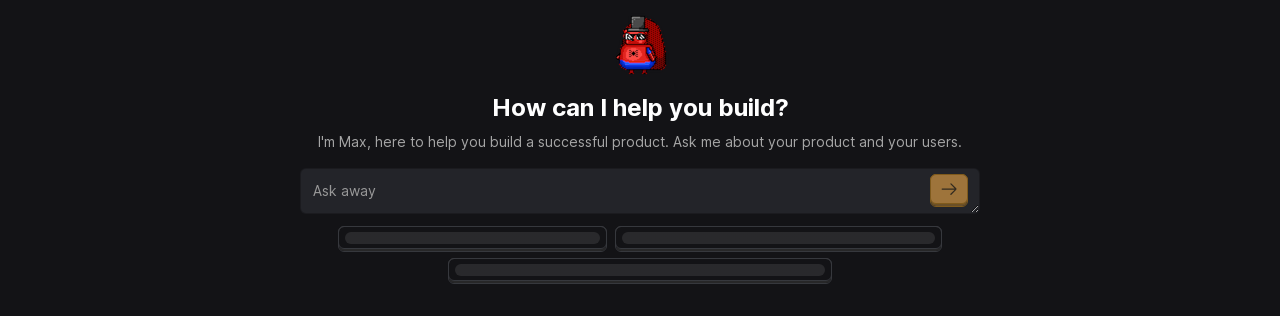 How can I help you build?
I'm Max, here to help you build a successful product. Ask me about your product and your users.
Ask away